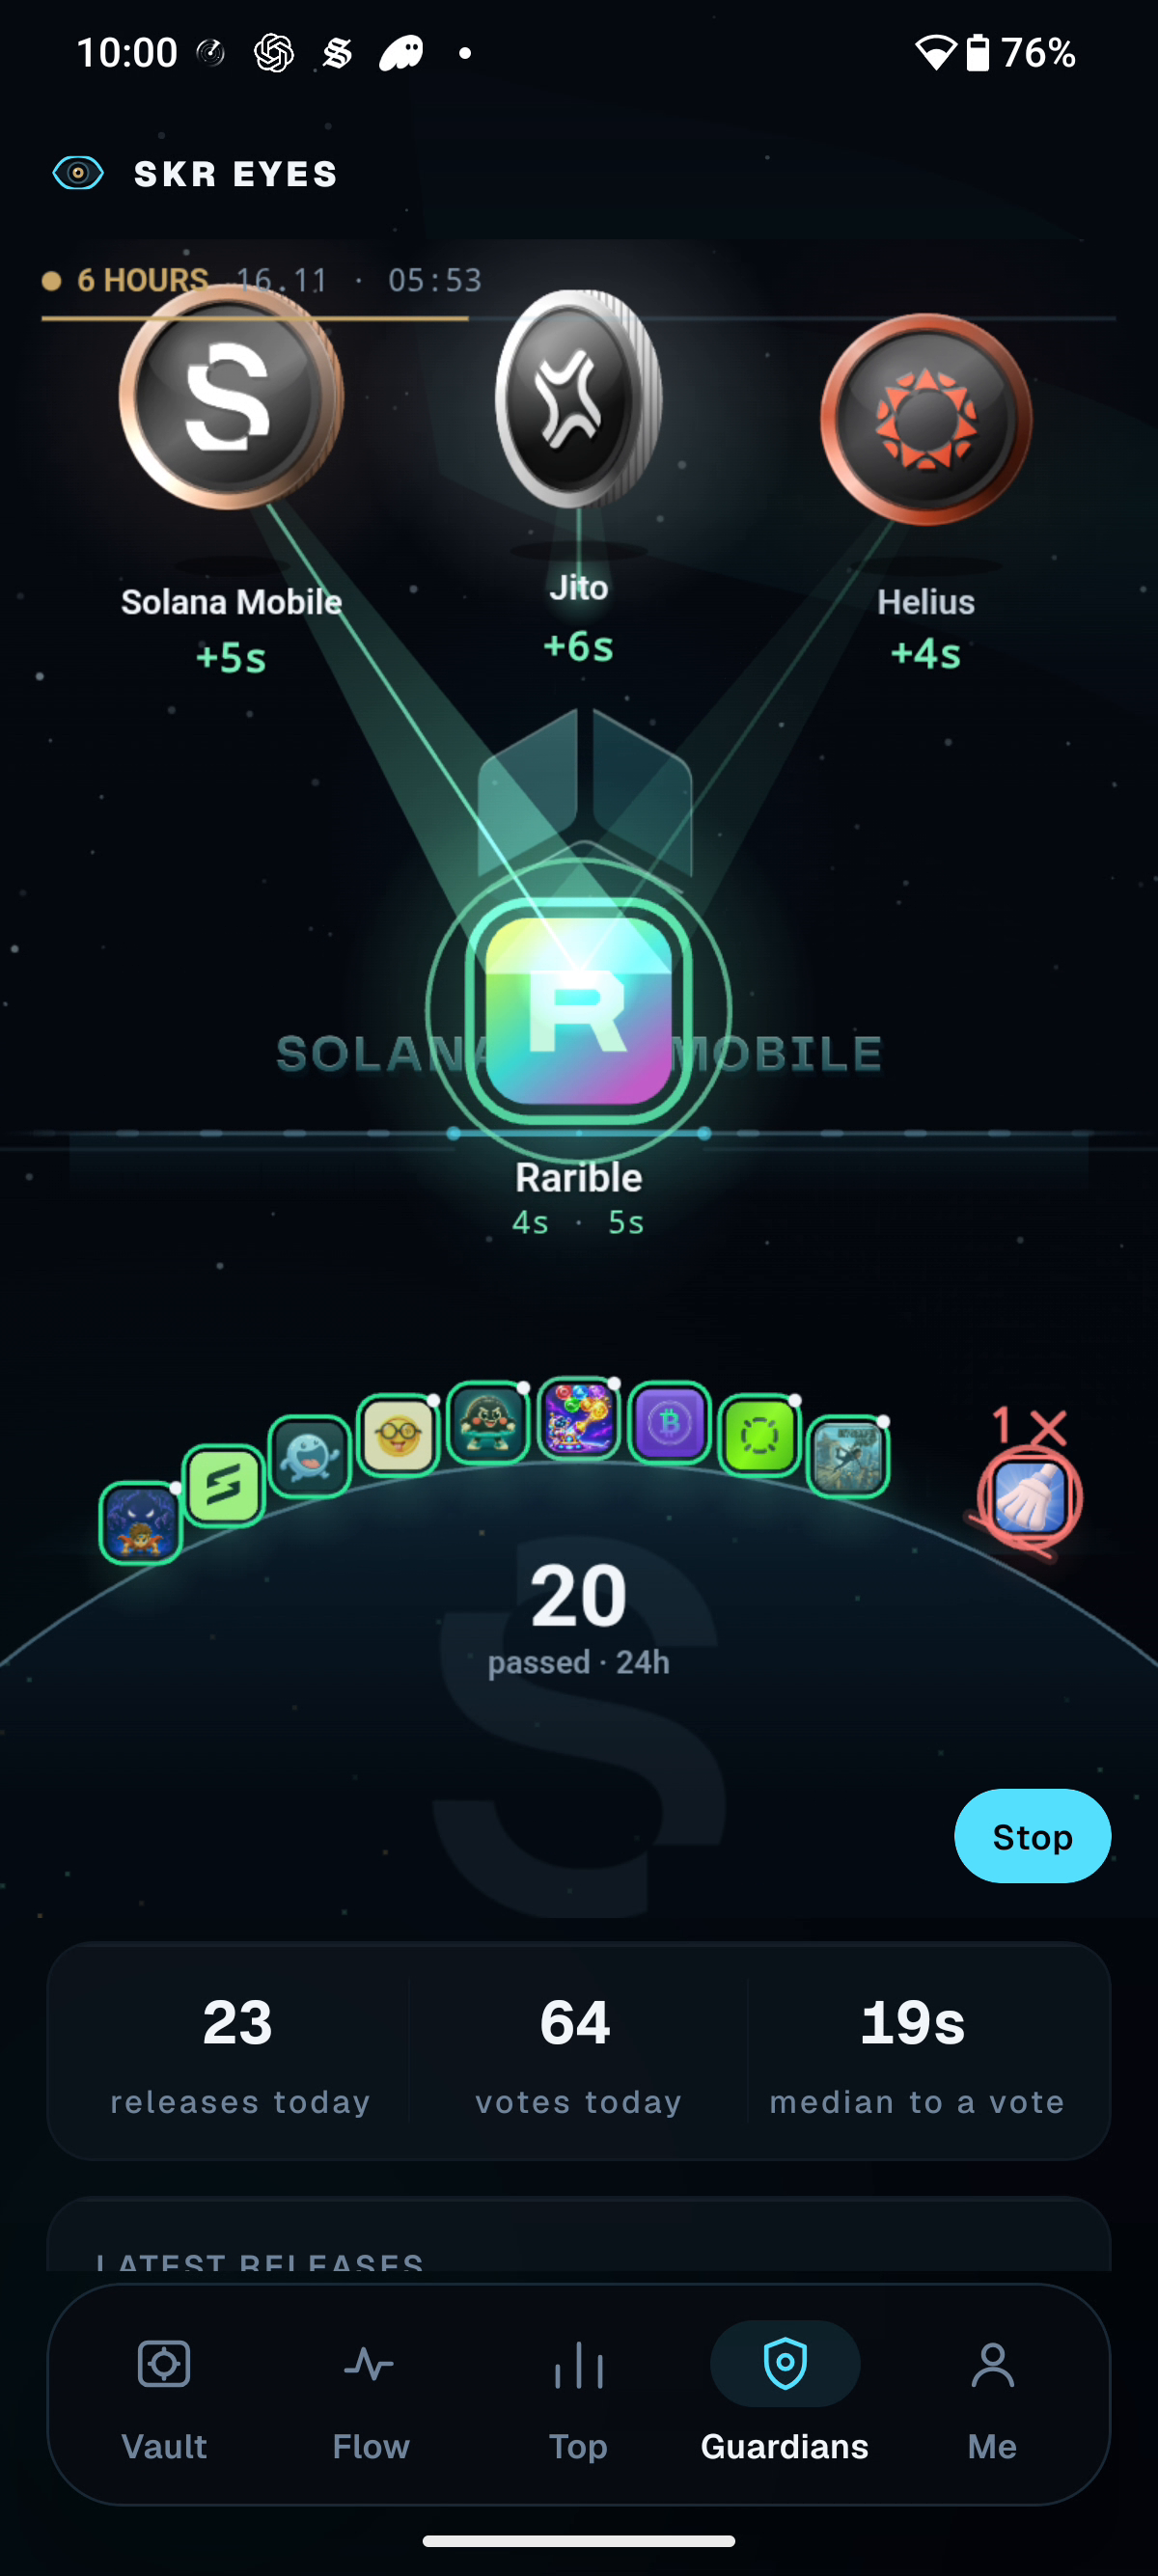 10:00 76%
SKR EYES
6 HOURS 16.11 · 05:53
Solana Mobile
+5s
Jito
+6s
Helius
+4s
R
SOLANA MOBILE
Rarible
4s · 5s
1 X
20
passed · 24h
Stop
23
releases today
64
votes today
19s
median to a vote
LATEST RELEASES
Vault
Flow
Top
Guardians
Me